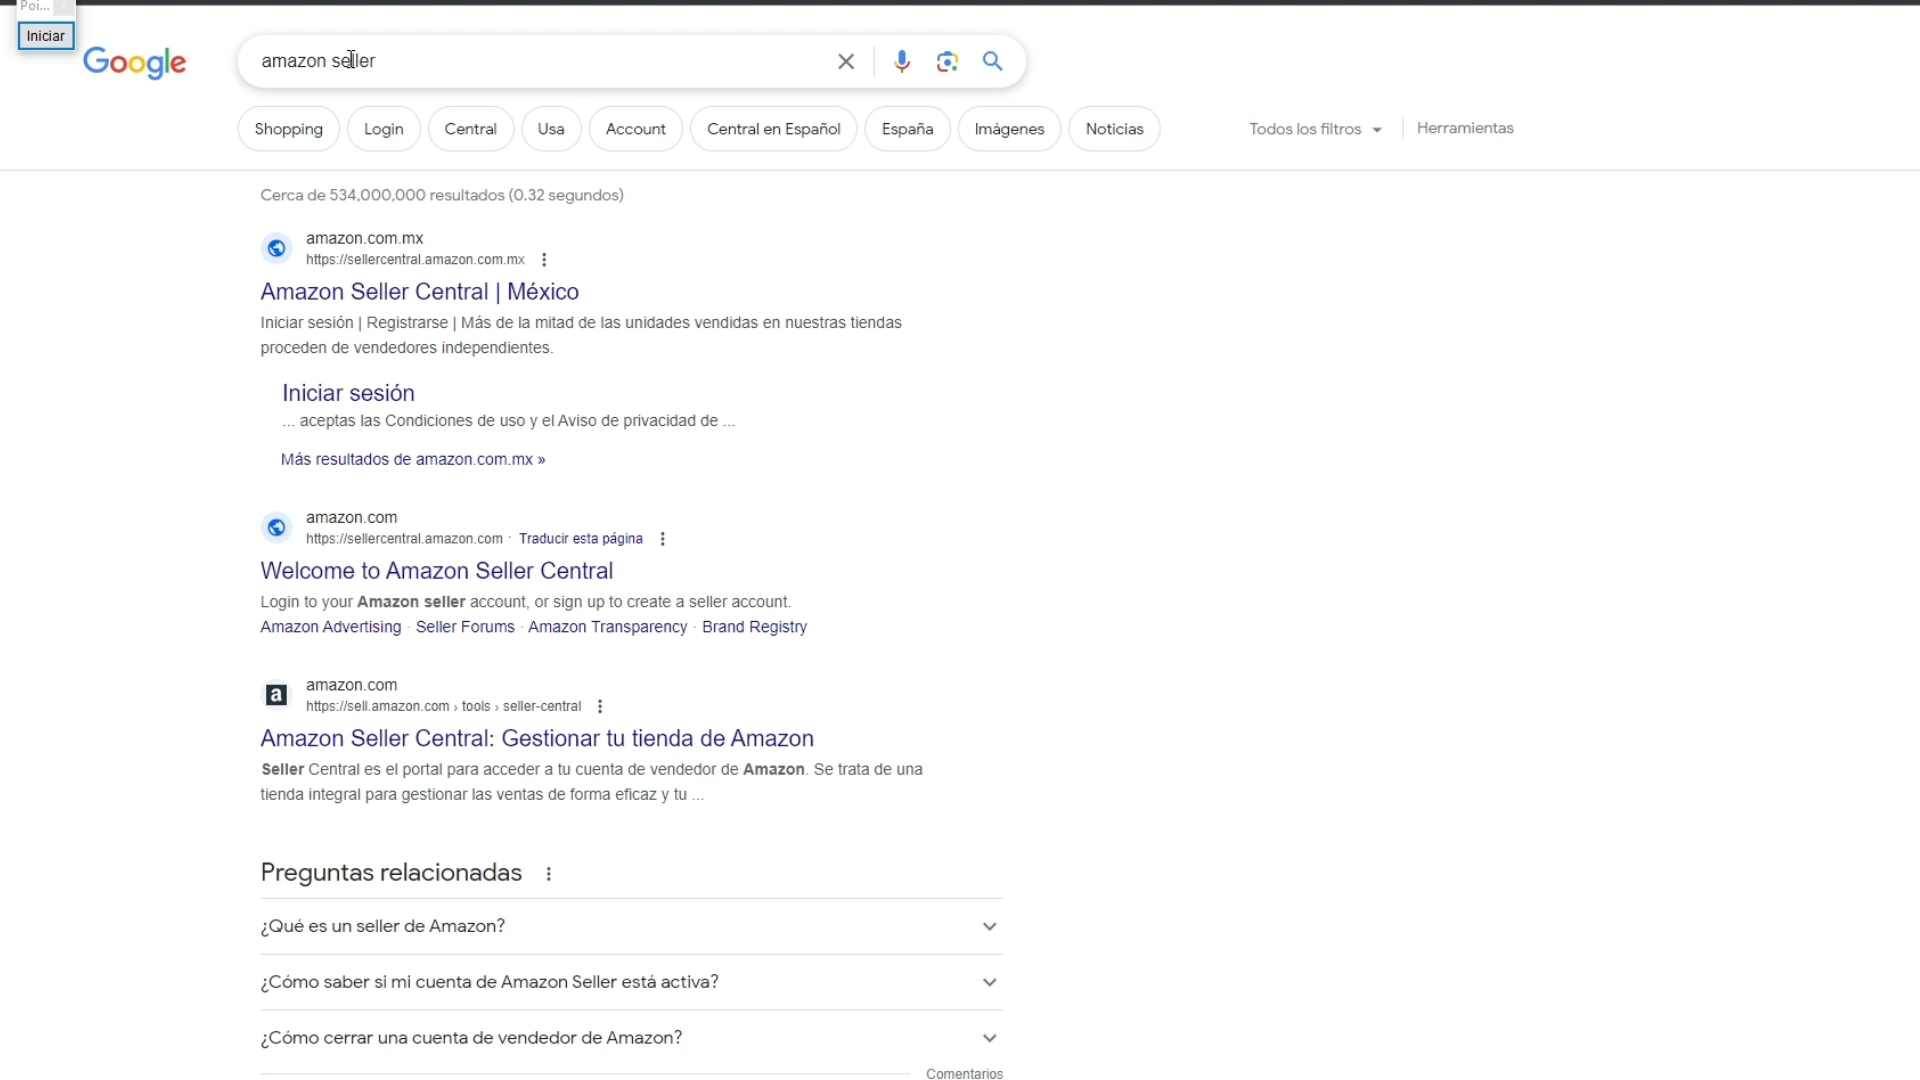 Poi...
Iniciar
Google
amazon seller
Shopping
Login
Central
Usa
Account
Central en Español
España
Imágenes
Noticias
Todos los filtros
Herramientas
Cerca de 534,000,000 resultados (0.32 segundos)
amazon.com.mx
https://sellercentral.amazon.com.mx
Amazon Seller Central | México
Iniciar sesión | Registrarse | Más de la mitad de las unidades vendidas en nuestras tiendas
proceden de vendedores independientes.
Iniciar sesión
... aceptas las Condiciones de uso y el Aviso de privacidad de ...
Más resultados de amazon.com.mx »
amazon.com
https://sellercentral.amazon.com · Traducir esta página
Welcome to Amazon Seller Central
Login to your Amazon seller account, or sign up to create a seller account.
Amazon Advertising · Seller Forums · Amazon Transparency · Brand Registry
a
amazon.com
https://sell.amazon.com › tools › seller-central
Amazon Seller Central: Gestionar tu tienda de Amazon
Seller Central es el portal para acceder a tu cuenta de vendedor de Amazon. Se trata de una
tienda integral para gestionar las ventas de forma eficaz y tu ...
Preguntas relacionadas
¿Qué es un seller de Amazon?
¿Cómo saber si mi cuenta de Amazon Seller está activa?
¿Cómo cerrar una cuenta de vendedor de Amazon?
Comentarios